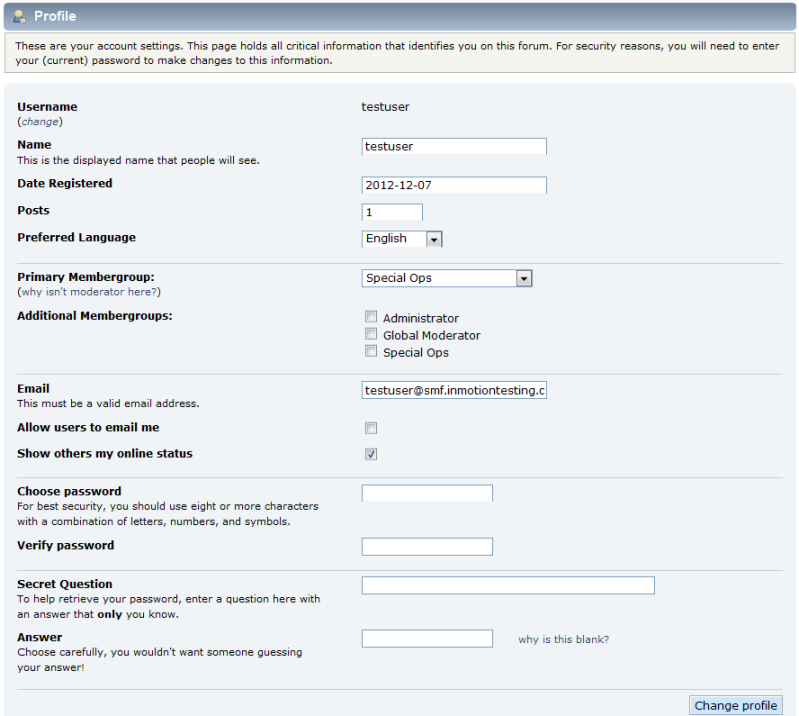 Profile
These are your account settings. This page holds all critical information that identifies you on this forum. For security reasons, you will need to enter
your (current) password to make changes to this information.
Username
testuser
(change)
Name
testuser
This is the displayed name that people will see.
Date Registered
2012-12-07
Posts
1
Preferred Language
English
Primary Membergroup:
Special Ops
(why isn't moderator here?)
Additional Membergroups:
Administrator
Global Moderator
Special Ops
Email
testuser@smf.inmotiontesting.c
This must be a valid email address.
Allow users to email me
Show others my online status
Choose password
For best security, you should use eight or more characters
with a combination of letters, numbers, and symbols.
Verify password
Secret Question
To help retrieve your password, enter a question here with
an answer that only you know.
Answer
why is this blank?
Choose carefully, you wouldn't want someone guessing
your answer!
Change profile